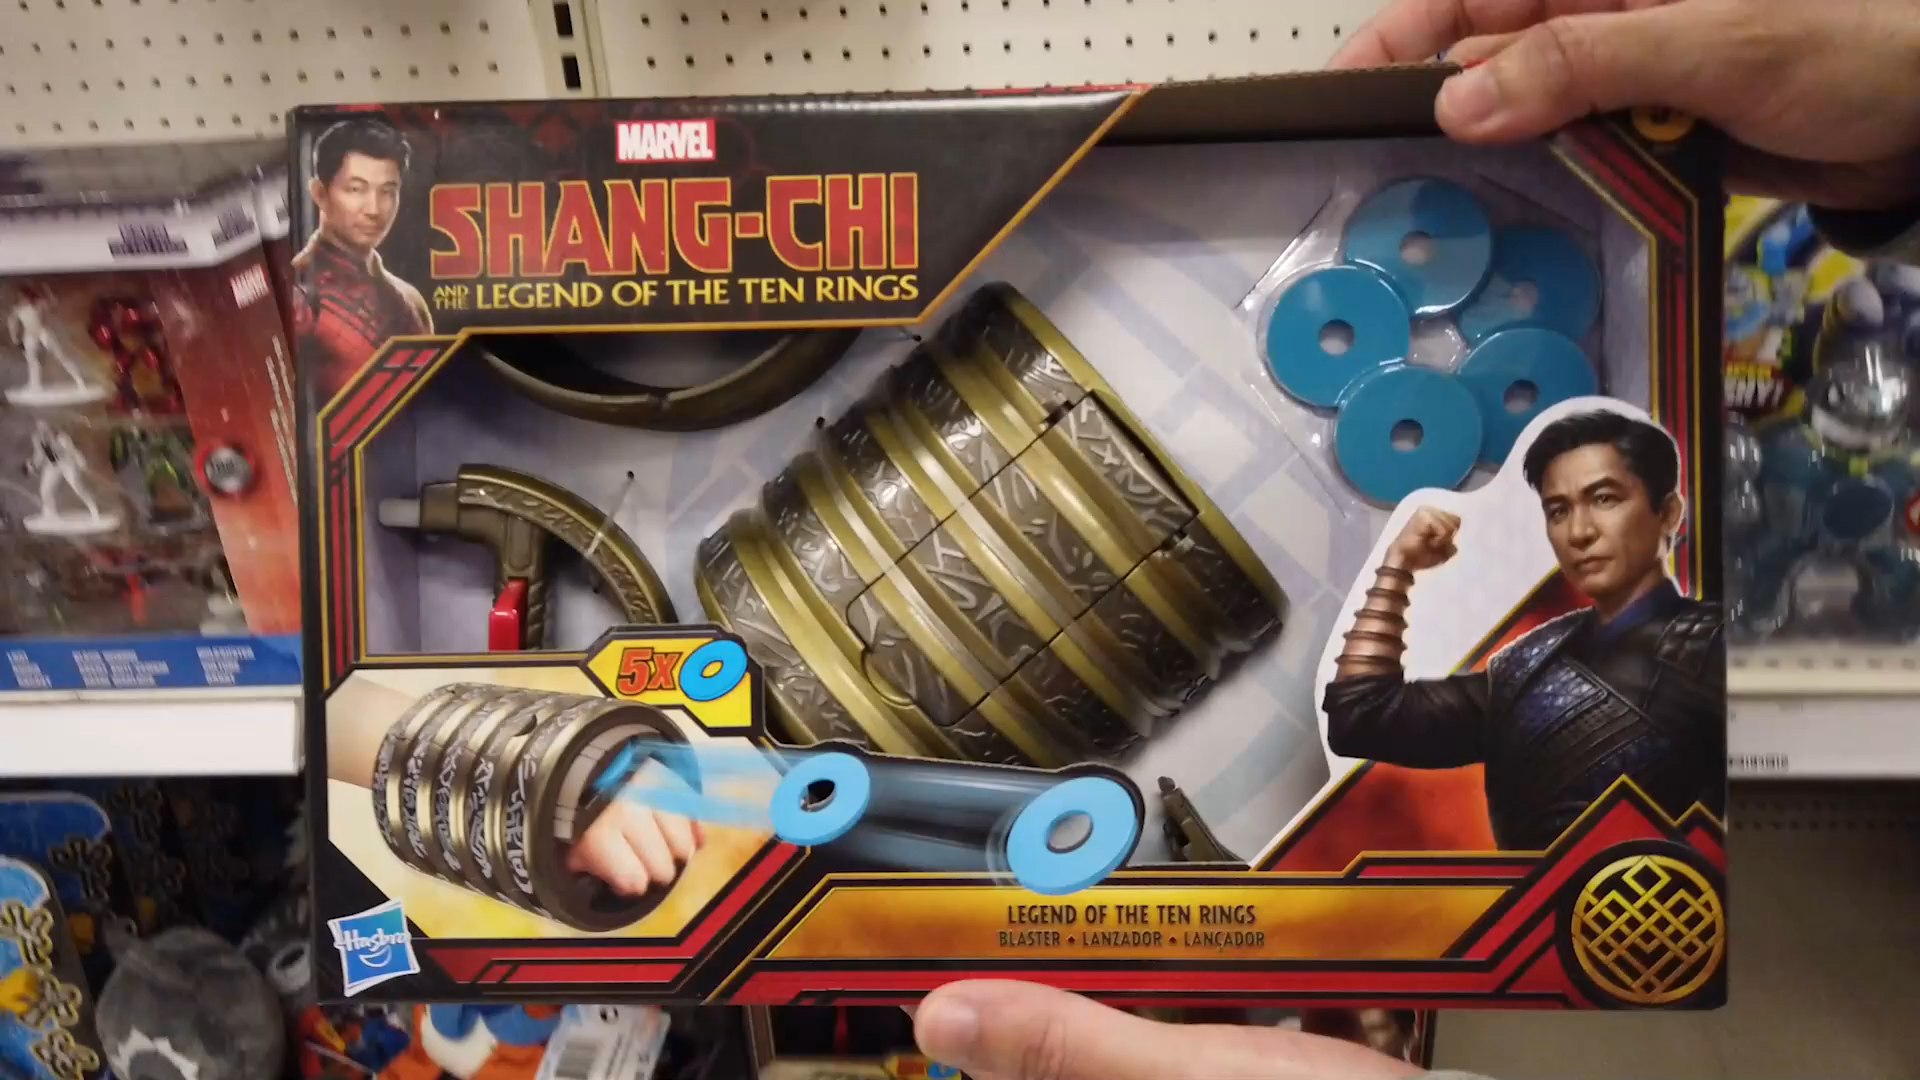 MARVEL
SHANG-CHI
AND THE LEGEND OF THE TEN RINGS
5X
LEGEND OF THE TEN RINGS
BLASTER • LANZADOR • LANÇADOR
Hasbro
MARVEL